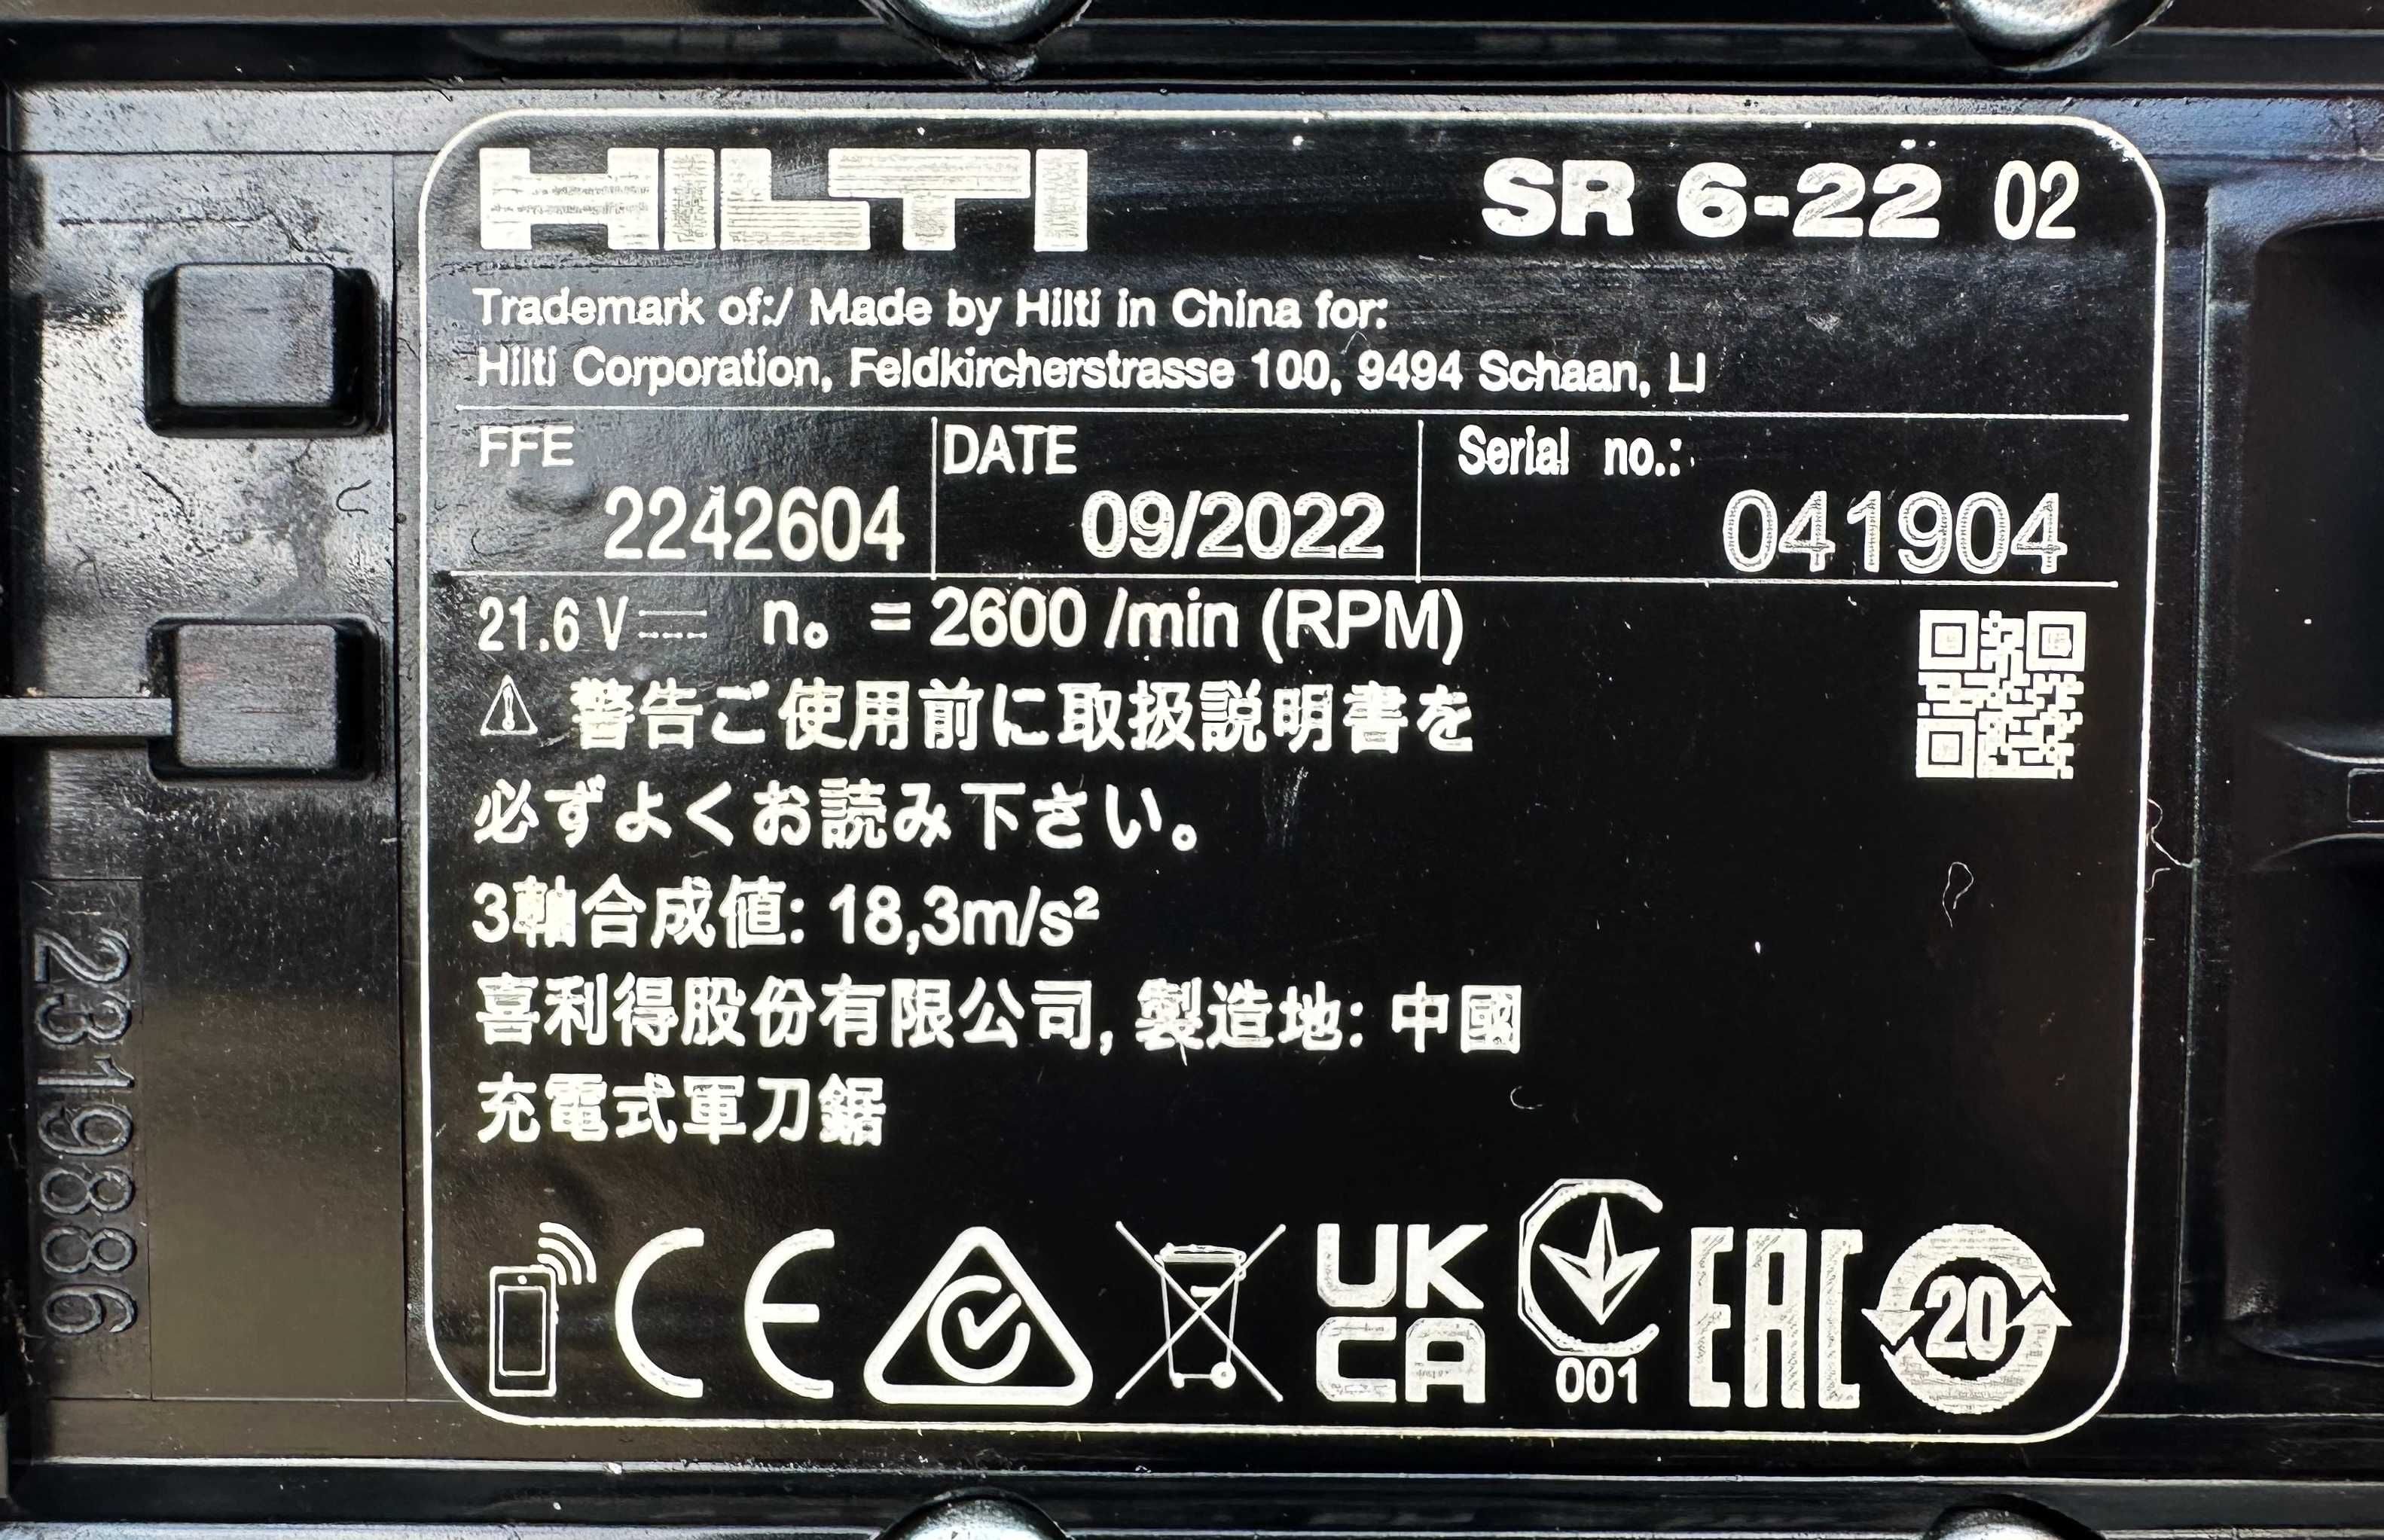 HILTI SR 6-22 02
Trademark of:/ Made by Hilti in China for:
Hilti Corporation, Feldkircherstrasse 100, 9494 Schaan, LI
FFE DATE Serial no.:
2242604 09/2022 041904
21.6 V n₀ = 2600 /min (RPM)
警告ご使用前に取扱説明書を
必ずよくお読み下さい。
3軸合成値: 18,3m/s²
喜利得股份有限公司, 製造地: 中國
充電式軍刀鋸
CE
UK
CA
001
EAC
20
2319886